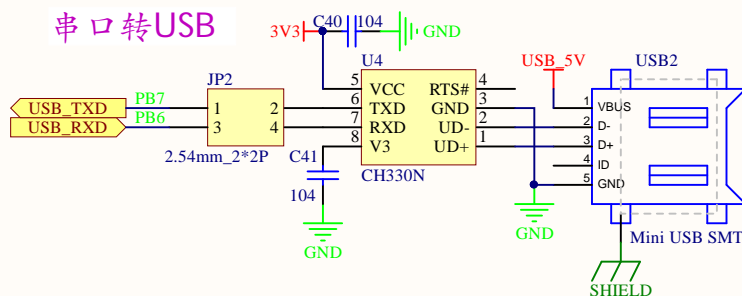 串口转USB
C40 104
3V3
GND
U4
USB_5V
USB2
JP2
PB7
USB_TXD
PB6
USB_RXD
1 2
3 4
2.54mm_2*2P
5 VCC RTS# 4
6 TXD GND 3
7 RXD UD- 2
8 V3 UD+ 1
CH330N
C41
104
GND
GND
1 VBUS
2 D-
3 D+
4 ID
5 GND
Mini USB SMT
SHIELD